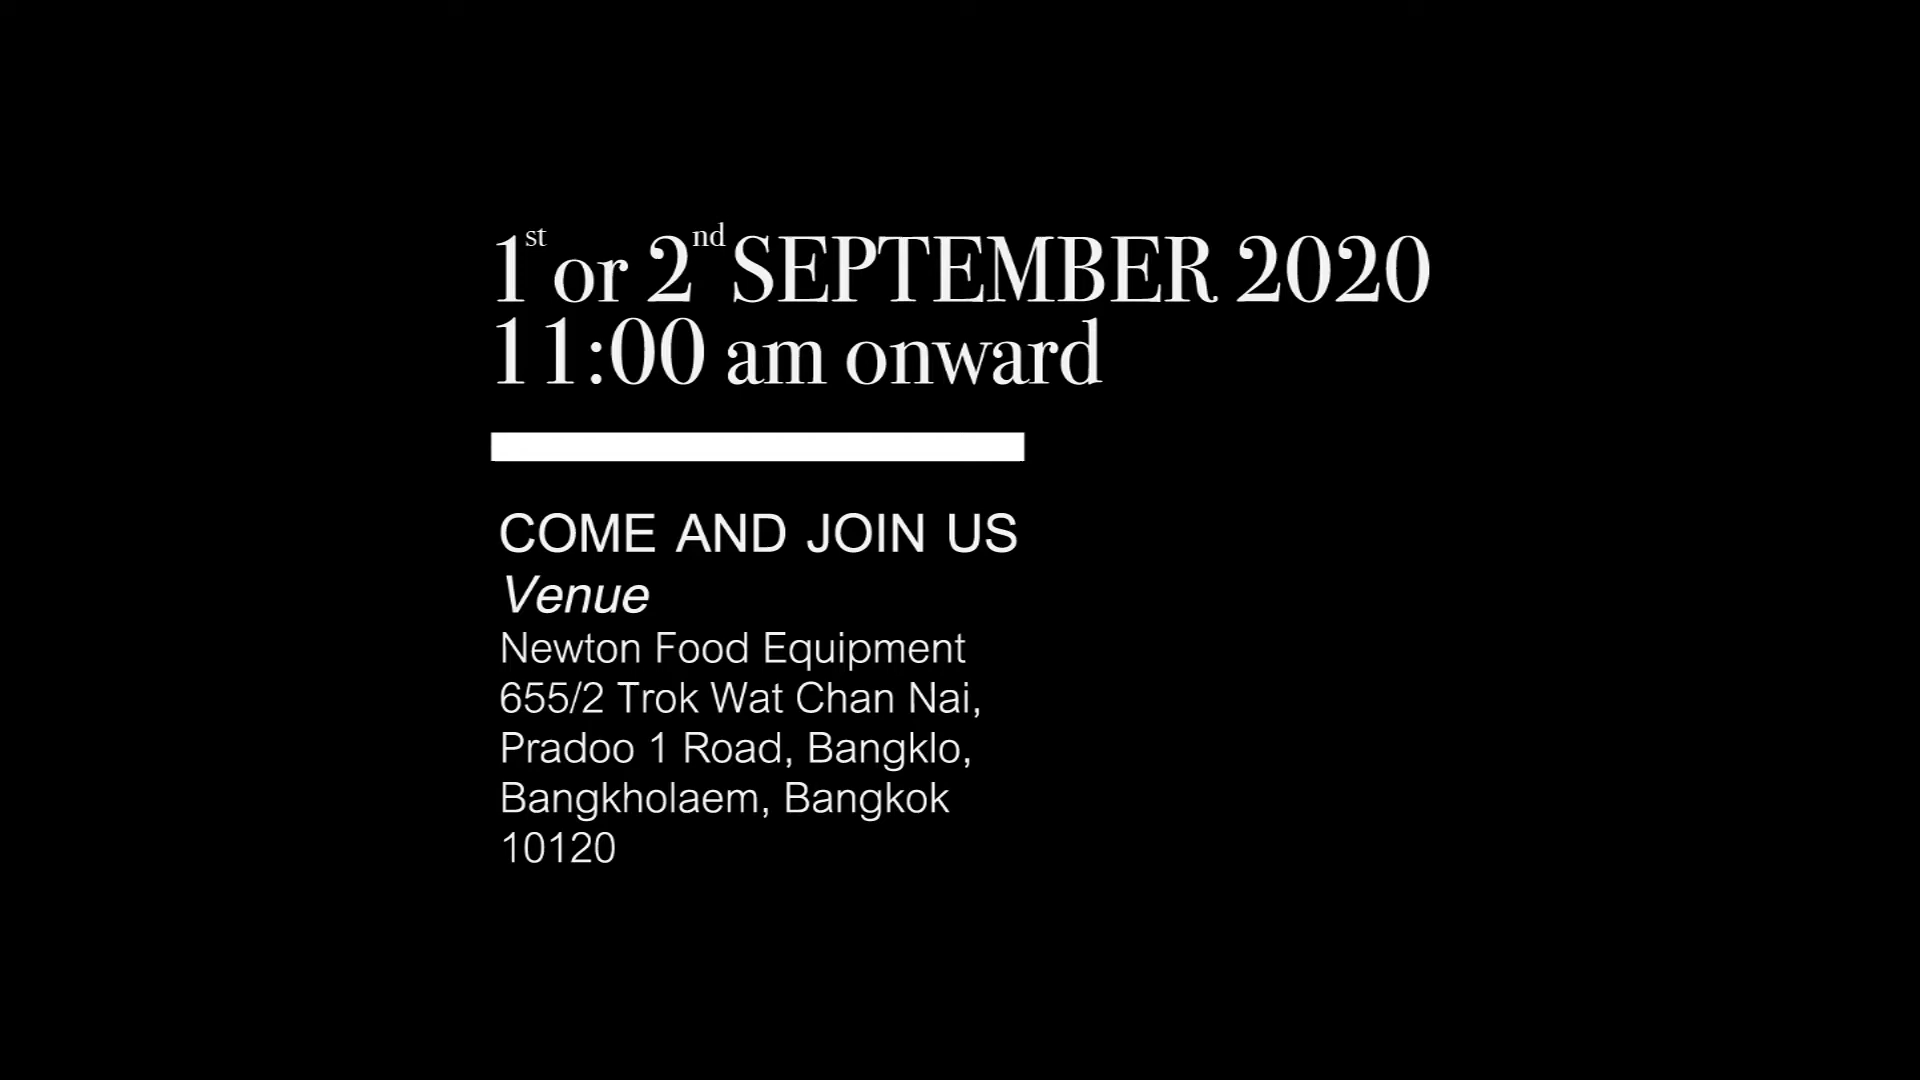 1st or 2nd SEPTEMBER 2020
11:00 am onward
COME AND JOIN US
Venue
Newton Food Equipment
655/2 Trok Wat Chan Nai,
Pradoo 1 Road, Bangklo,
Bangkholaem, Bangkok
10120